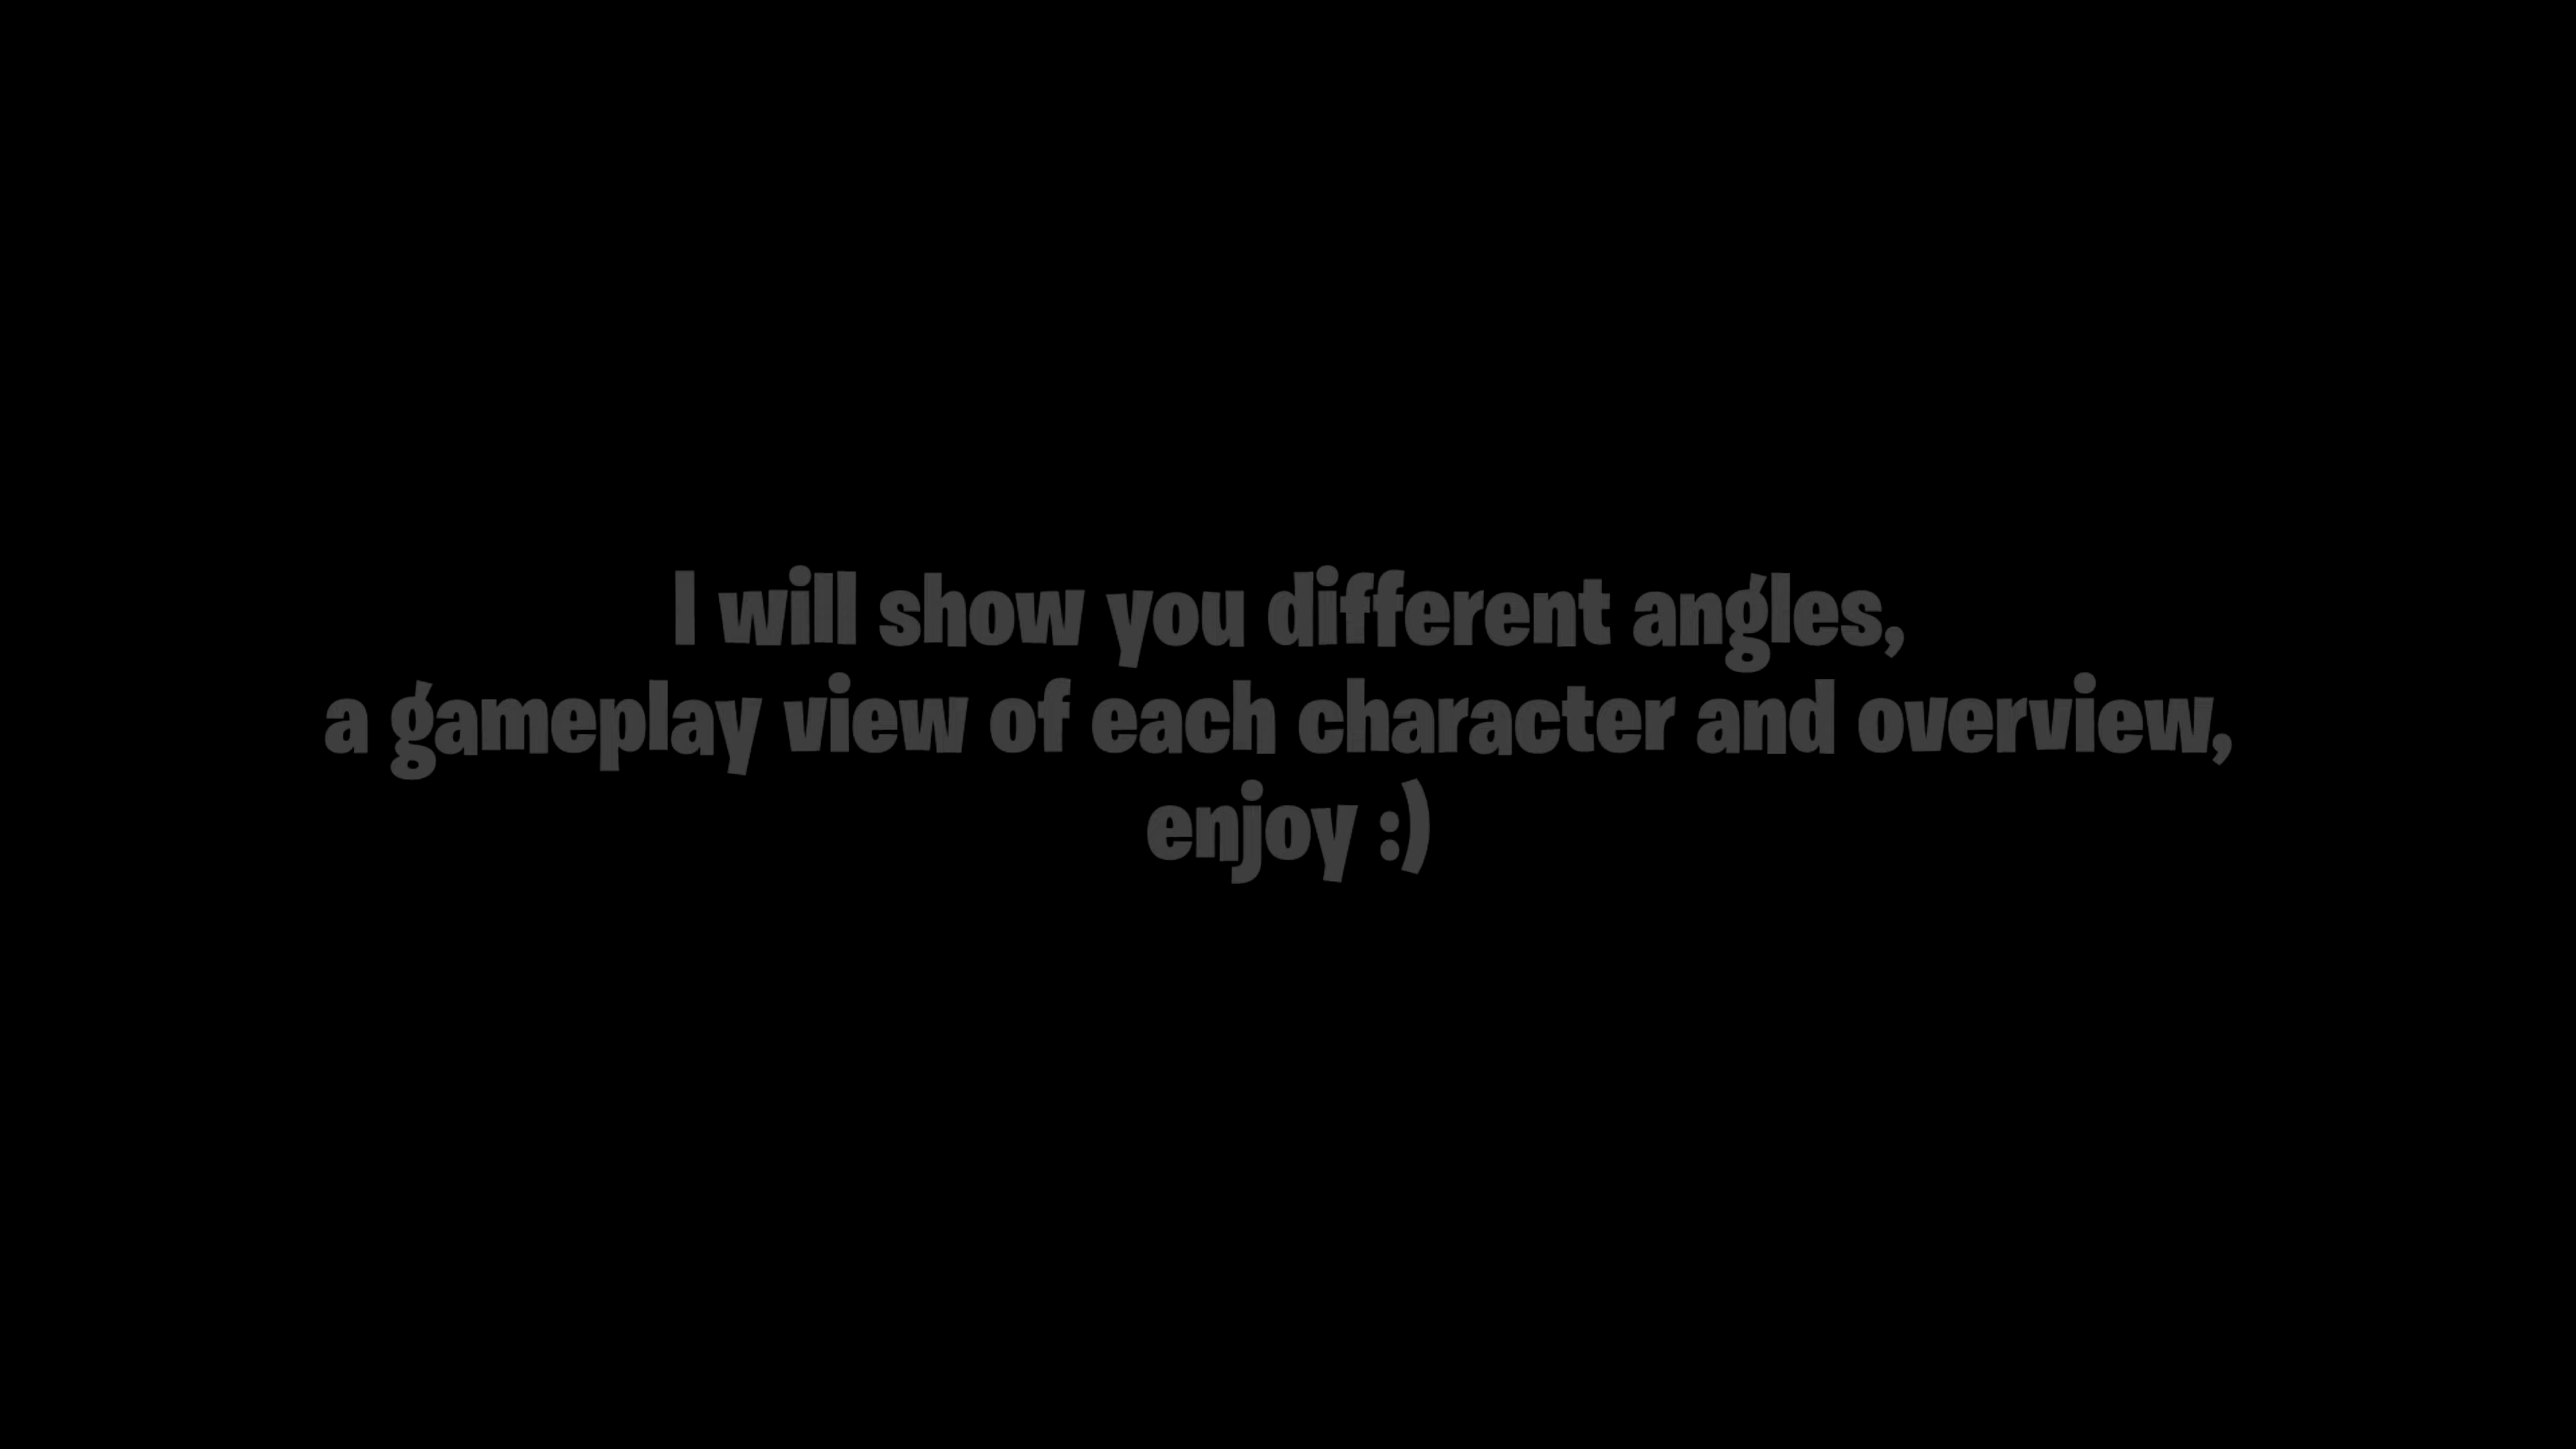 I will show you different angles,
a gameplay view of each character and overview,
enjoy :)